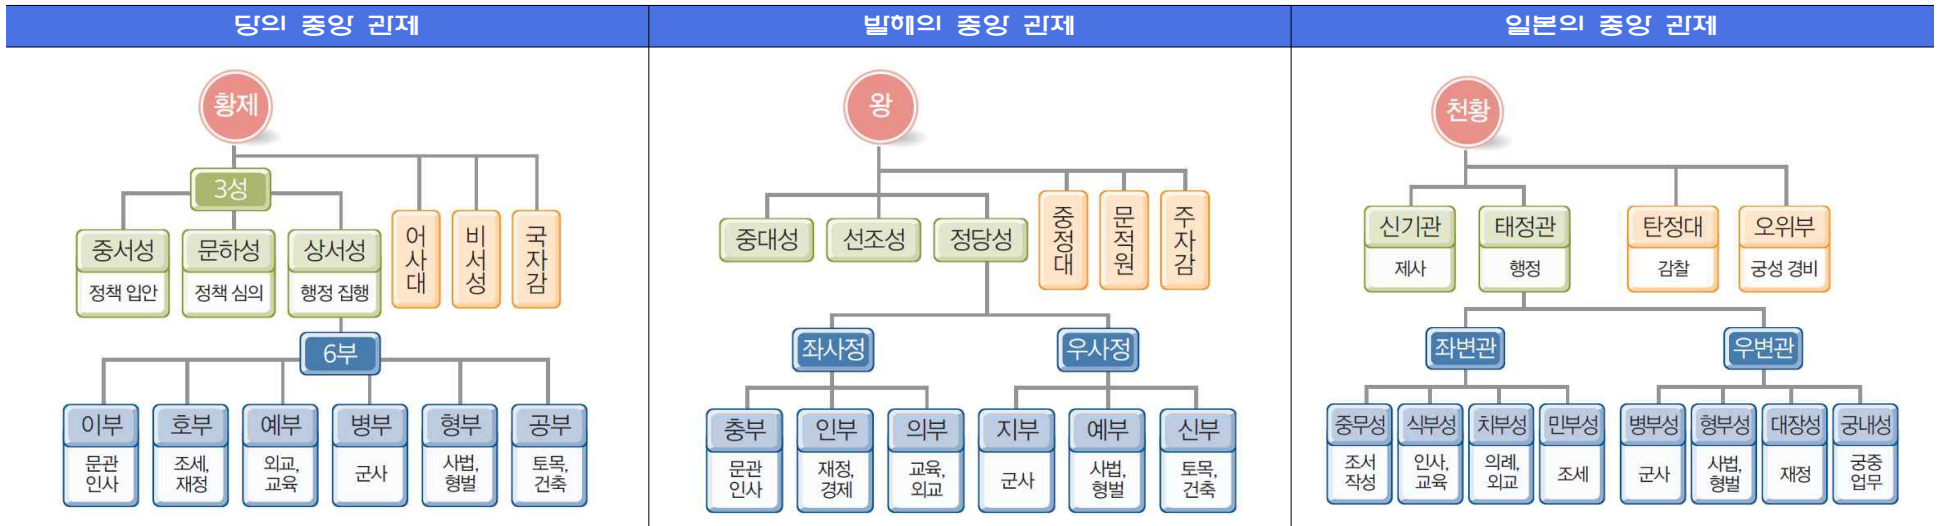 당의 중앙 관제
황제
3성
중서성
정책 입안
문하성
정책 심의
상서성
행정 집행
어사대
비서성
국자감
6부
이부
문관
인사
호부
조세,
재정
예부
외교,
교육
병부
군사
형부
사법,
형벌
공부
토목,
건축
발해의 중앙 관제
왕
중대성
선조성
정당성
중정대
문적원
주자감
좌사정
우사정
충부
문관
인사
인부
재정,
경제
의부
교육,
외교
지부
군사
예부
사법,
형벌
신부
토목,
건축
일본의 중앙 관제
천황
신기관
제사
태정관
행정
탄정대
감찰
오위부
궁성 경비
좌변관
우변관
중무성
조서
작성
식부성
인사,
교육
치부성
의례,
외교
민부성
조세
병부성
군사
형부성
사법,
형벌
대장성
재정
궁내성
궁중
업무